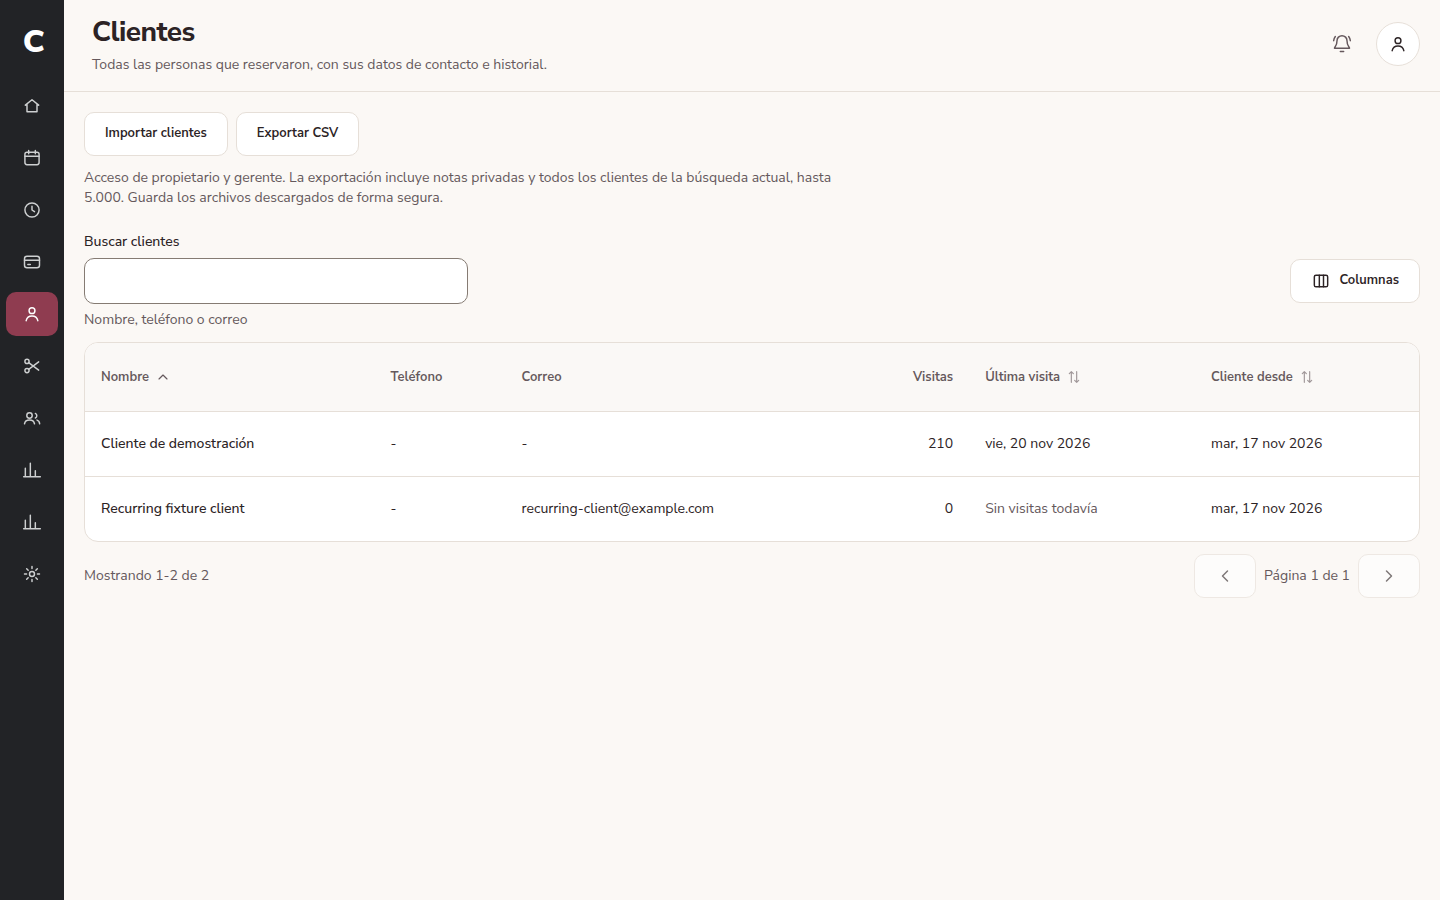 C
Clientes
Todas las personas que reservaron, con sus datos de contacto e historial.
Importar clientes
Exportar CSV
Acceso de propietario y gerente. La exportación incluye notas privadas y todos los clientes de la búsqueda actual, hasta
5.000. Guarda los archivos descargados de forma segura.
Buscar clientes
Columnas
Nombre, teléfono o correo
Nombre Teléfono Correo Visitas Última visita Cliente desde
Cliente de demostración - - 210 vie, 20 nov 2026 mar, 17 nov 2026
Recurring fixture client - recurring-client@example.com 0 Sin visitas todavía mar, 17 nov 2026
Mostrando 1-2 de 2
Página 1 de 1